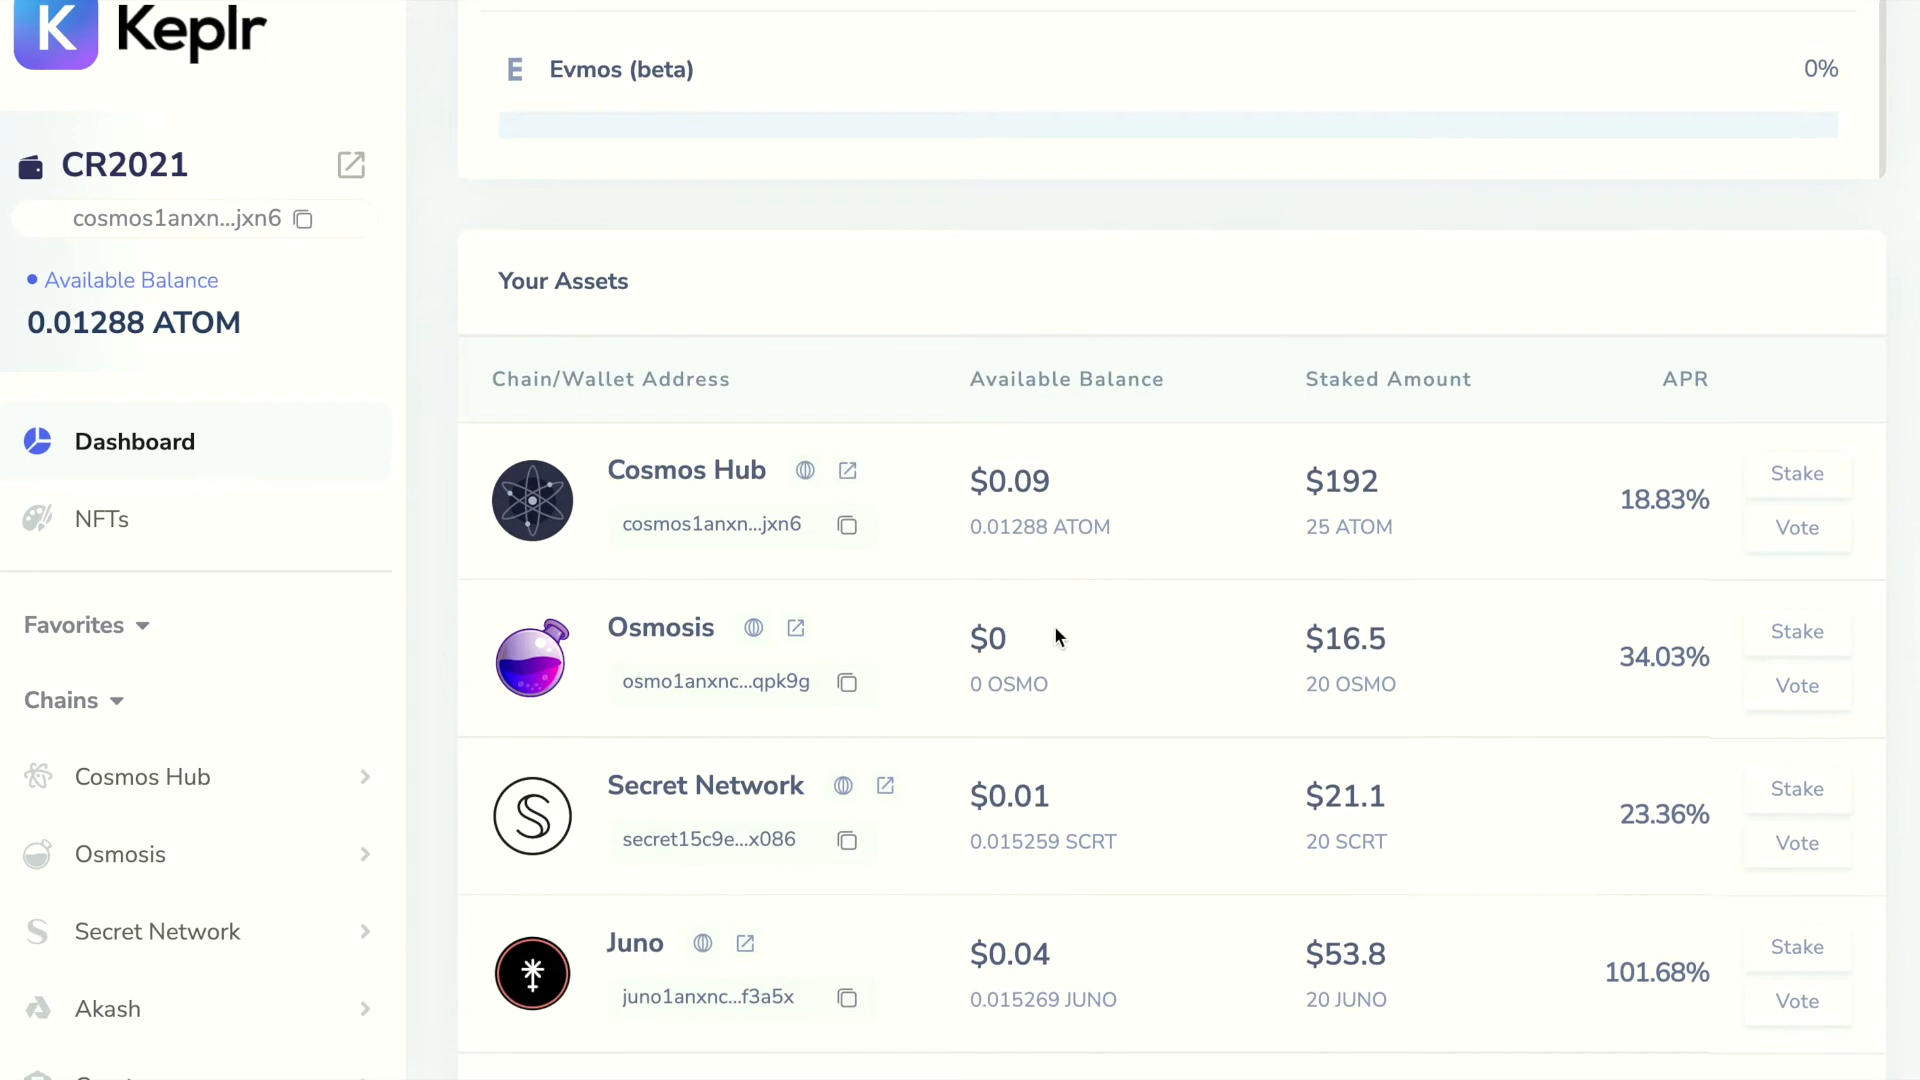 K Keplr
CR2021
cosmos1anxn...jxn6
Available Balance
0.01288 ATOM
Dashboard
NFTs
Favorites
Chains
Cosmos Hub
Osmosis
Secret Network
Akash
E Evmos (beta) 0%
Your Assets
Chain/Wallet Address Available Balance Staked Amount APR
Cosmos Hub $0.09 $192 18.83% Stake
cosmos1anxn...jxn6 0.01288 ATOM 25 ATOM Vote
Osmosis $0 $16.5 34.03% Stake
osmo1anxnc...qpk9g 0 OSMO 20 OSMO Vote
Secret Network $0.01 $21.1 23.36% Stake
secret15c9e...x086 0.015259 SCRT 20 SCRT Vote
Juno $0.04 $53.8 101.68% Stake
juno1anxnc...f3a5x 0.015269 JUNO 20 JUNO Vote